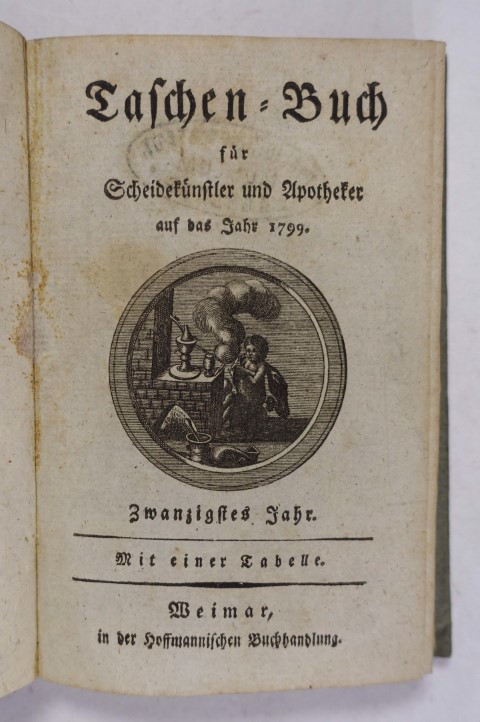 Taſchen-Buch
für
Scheidekünſtler und Apotheker
auf das Jahr 1799.
Zwanzigſtes Jahr.
Mit einer Tabelle.
Weimar,
in der Hoffmanniſchen Buchhandlung.